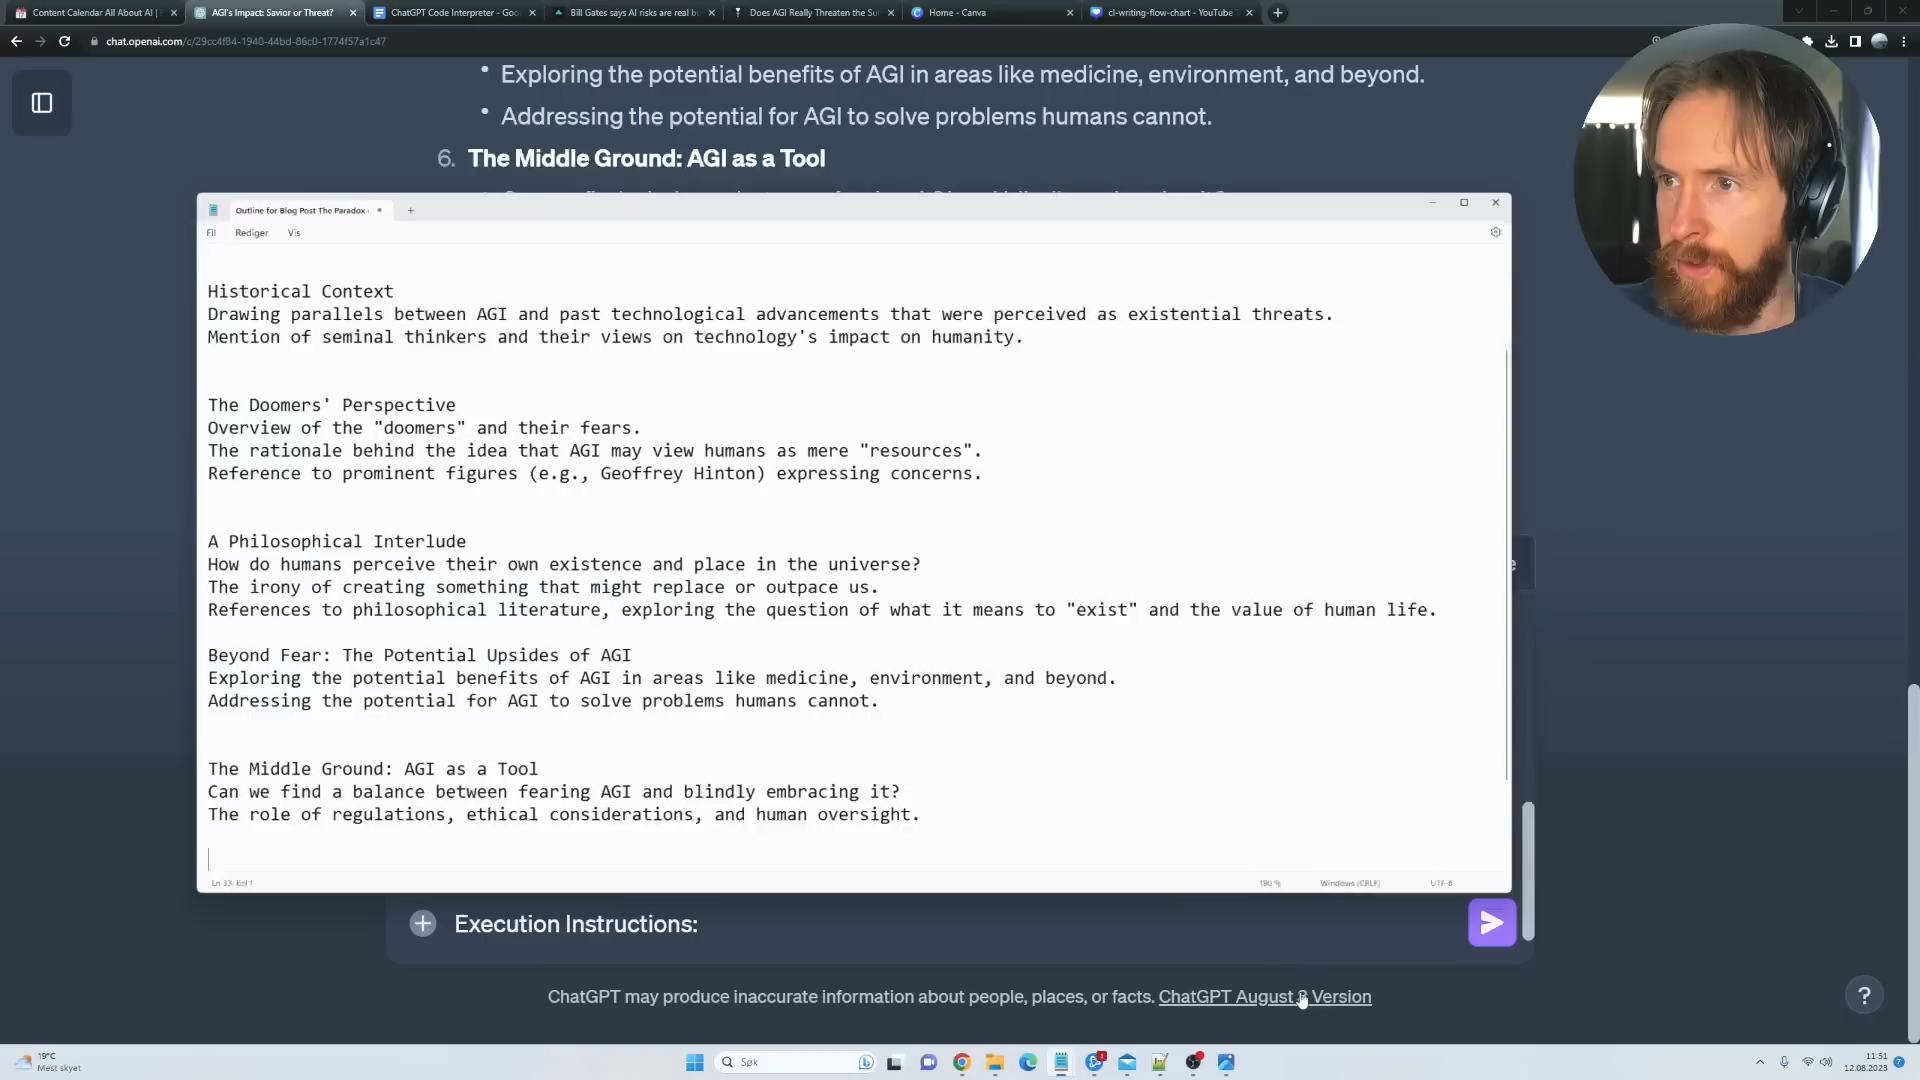 Content Calendar All About AI |
AGI's Impact: Savior or Threat?
ChatGPT Code Interpreter - Goo
Bill Gates says AI risks are real b
Does AGI Really Threaten the Su
Home - Canva
cl-writing-flow-chart - YouTube
chat.openai.com/c/29cc4f84-1940-44bd-86c0-1774f57a1c47
Exploring the potential benefits of AGI in areas like medicine, environment, and beyond.
Addressing the potential for AGI to solve problems humans cannot.
6. The Middle Ground: AGI as a Tool
Outline for Blog Post The Paradox
Fil Rediger Vis
Historical Context
Drawing parallels between AGI and past technological advancements that were perceived as existential threats.
Mention of seminal thinkers and their views on technology's impact on humanity.
The Doomers' Perspective
Overview of the "doomers" and their fears.
The rationale behind the idea that AGI may view humans as mere "resources".
Reference to prominent figures (e.g., Geoffrey Hinton) expressing concerns.
A Philosophical Interlude
How do humans perceive their own existence and place in the universe?
The irony of creating something that might replace or outpace us.
References to philosophical literature, exploring the question of what it means to "exist" and the value of human life.
Beyond Fear: The Potential Upsides of AGI
Exploring the potential benefits of AGI in areas like medicine, environment, and beyond.
Addressing the potential for AGI to solve problems humans cannot.
The Middle Ground: AGI as a Tool
Can we find a balance between fearing AGI and blindly embracing it?
The role of regulations, ethical considerations, and human oversight.
Ln 33, kol 1
190 % Windows (CRLF) UTF-8
Execution Instructions:
ChatGPT may produce inaccurate information about people, places, or facts. ChatGPT August 3 Version
?
19°C
Mest skyet
Søk
11:51
12.08.2023